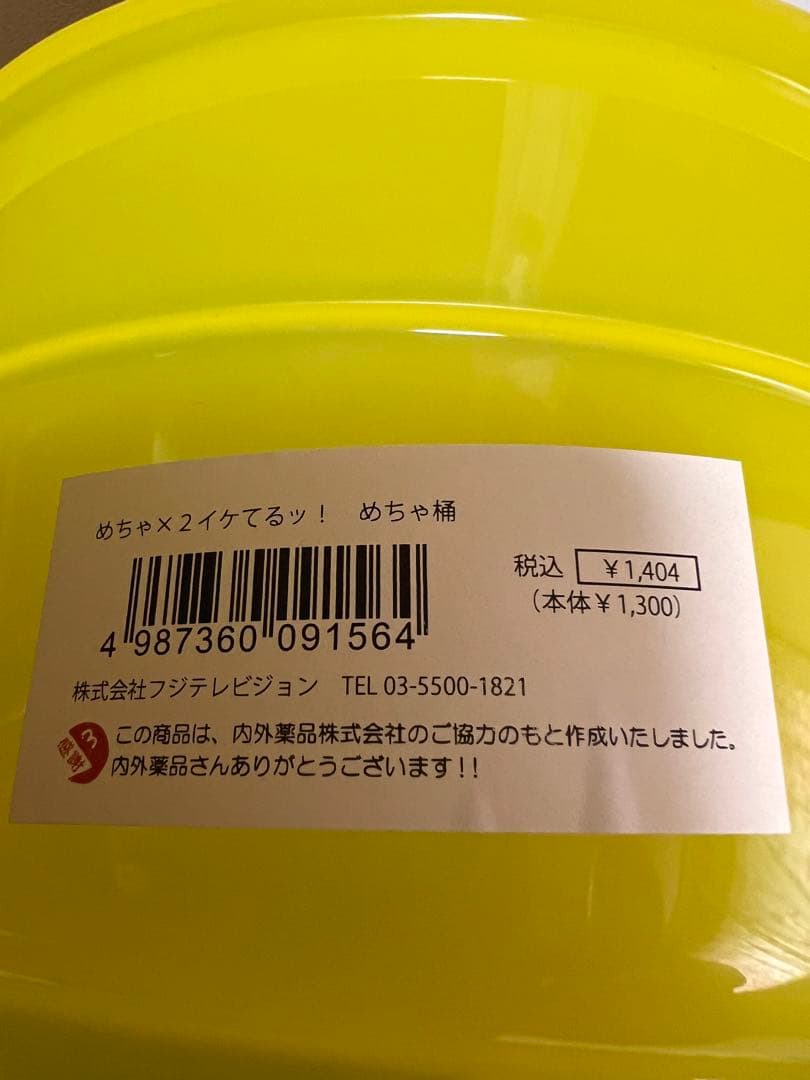 めちゃ×2イケてるッ！　めちゃ桶
税込 ￥1,404
（本体￥1,300）
4 987360 091564
株式会社フジテレビジョン　TEL 03-5500-1821
感謝
この商品は、内外薬品株式会社のご協力のもと作成いたしました。
内外薬品さんありがとうございます！！